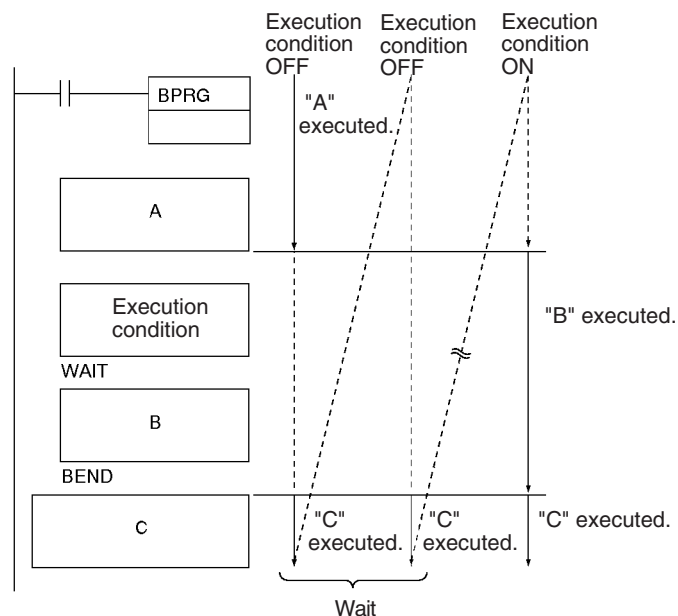 Execution
condition
OFF
Execution
condition
OFF
Execution
condition
ON
BPRG
"A"
executed.
A
Execution
condition
"B" executed.
WAIT
B
BEND
C
"C"
executed.
"C"
executed.
"C" executed.
Wait